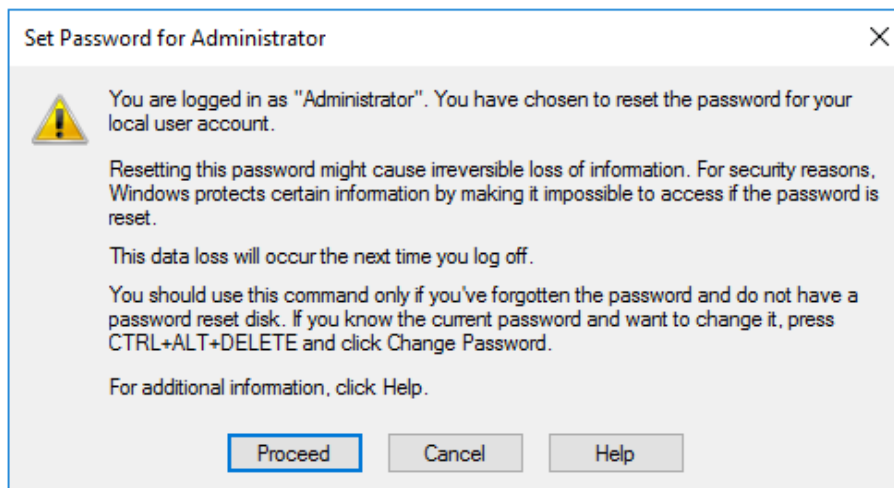 Set Password for Administrator
You are logged in as "Administrator". You have chosen to reset the password for your
local user account.
Resetting this password might cause irreversible loss of information. For security reasons,
Windows protects certain information by making it impossible to access if the password is
reset.
This data loss will occur the next time you log off.
You should use this command only if you've forgotten the password and do not have a
password reset disk. If you know the current password and want to change it, press
CTRL+ALT+DELETE and click Change Password.
For additional information, click Help.
Proceed Cancel Help